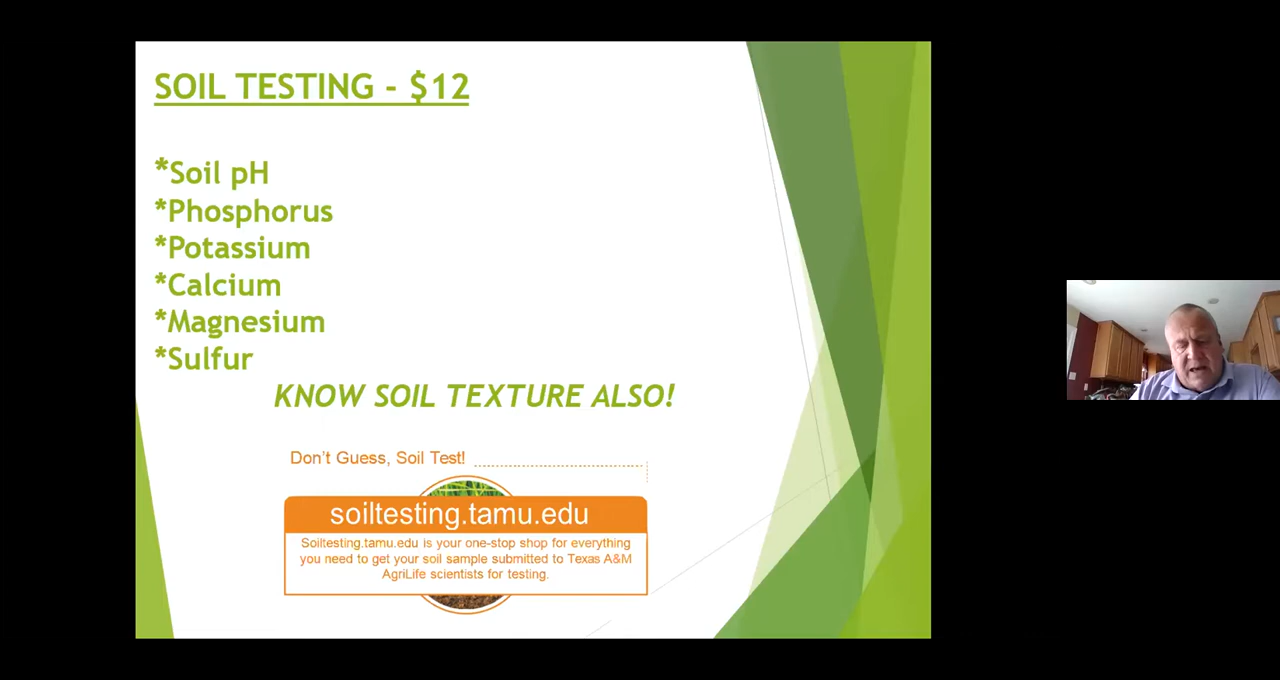 SOIL TESTING - $12
*Soil pH
*Phosphorus
*Potassium
*Calcium
*Magnesium
*Sulfur
KNOW SOIL TEXTURE ALSO!
Don't Guess, Soil Test!
soiltesting.tamu.edu
Soiltesting.tamu.edu is your one-stop shop for everything
you need to get your soil sample submitted to Texas A&M
AgriLife scientists for testing.